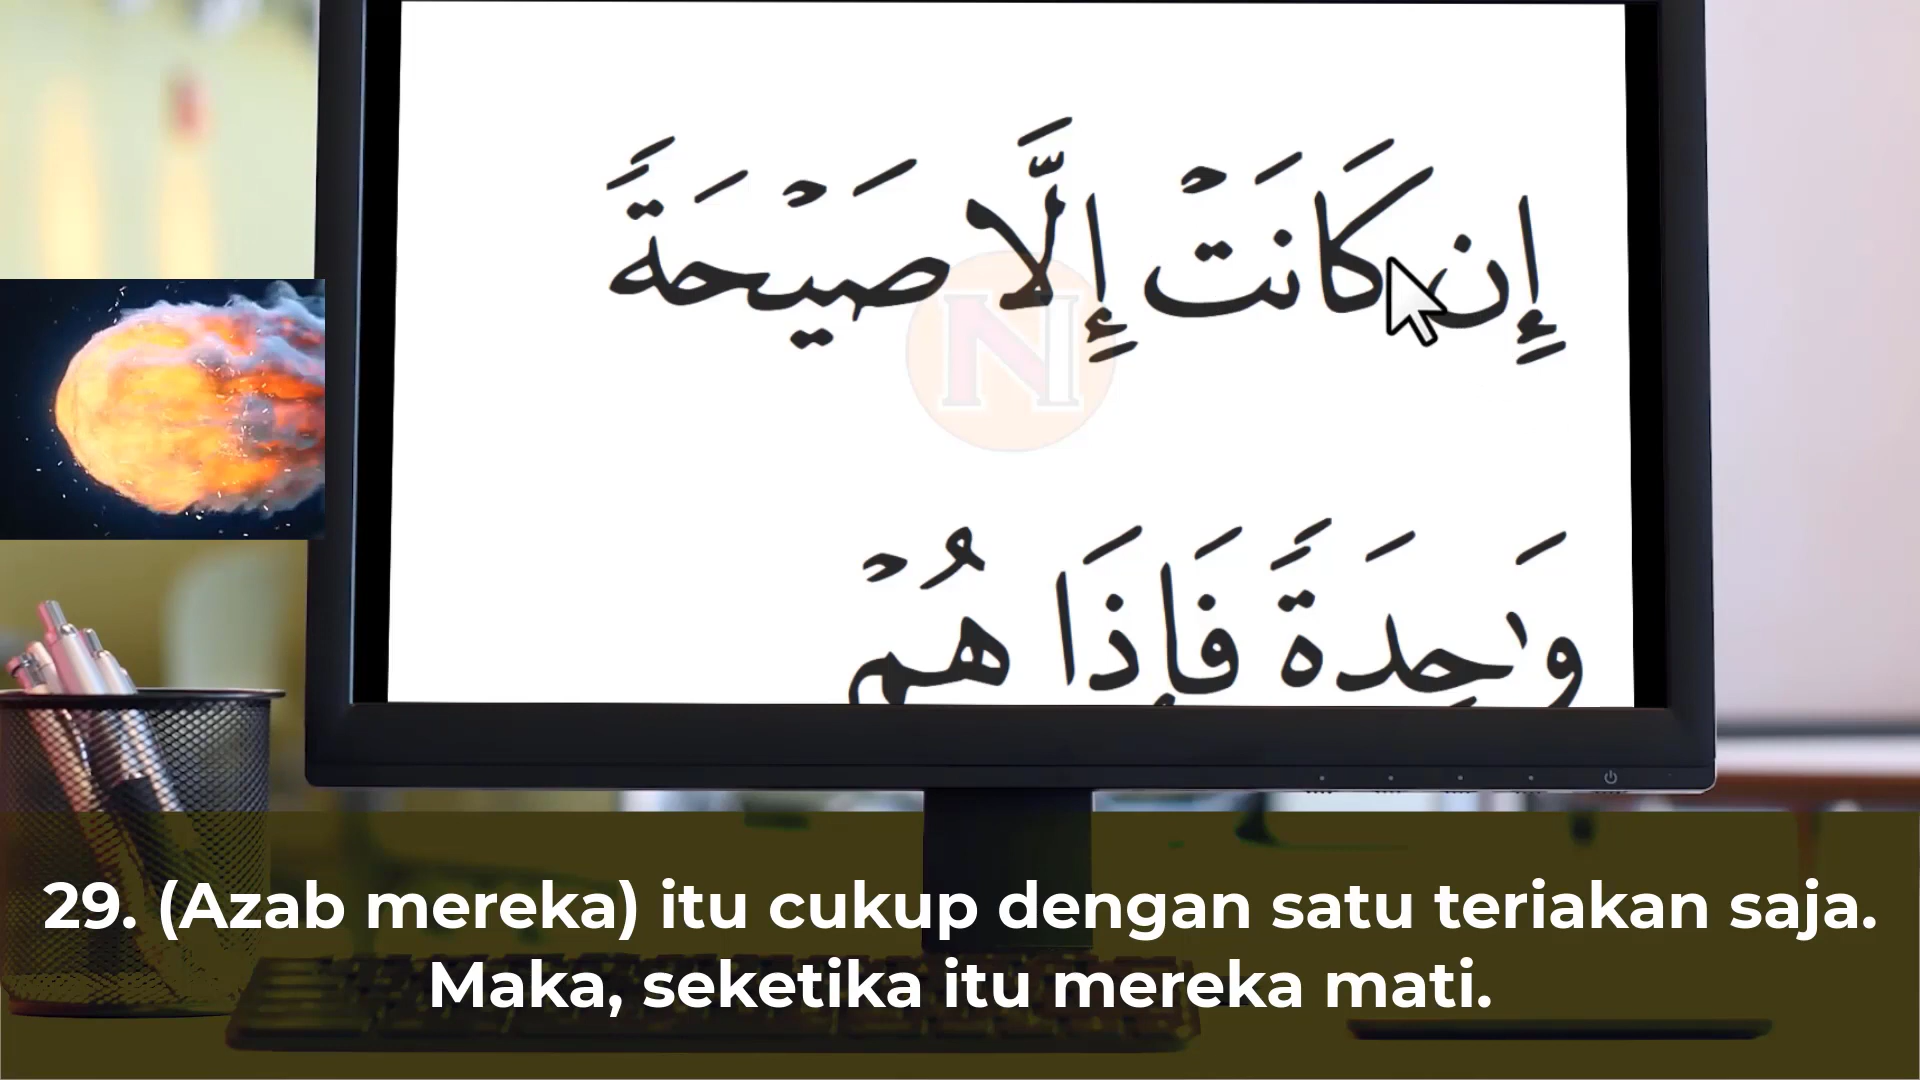 إِن كَانَتْ إِلَّا صَيْحَةً
وَٰحِدَةً فَإِذَا هُمْ
N
29. (Azab mereka) itu cukup dengan satu teriakan saja.
Maka, seketika itu mereka mati.